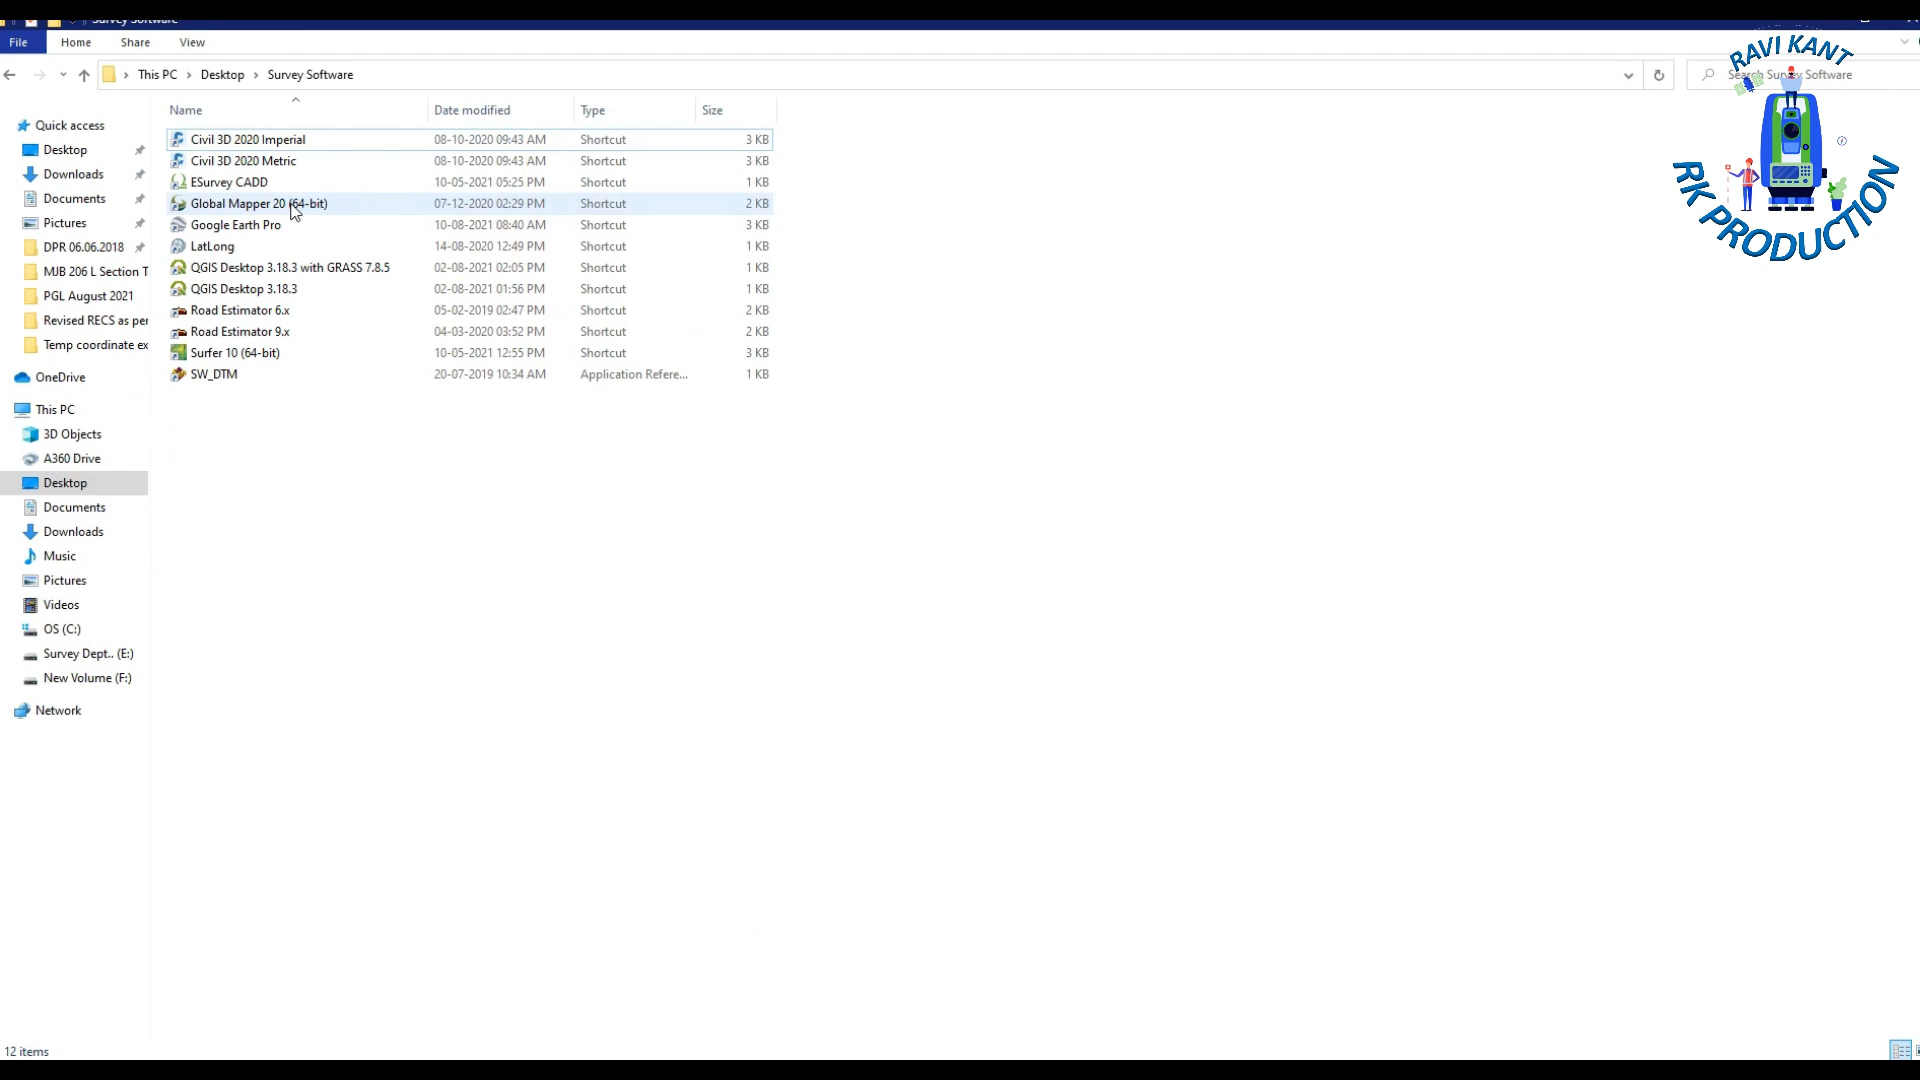 Survey Software
File Home Share View
This PC Desktop Survey Software
Search Survey Software
RAVI KANT
RK PRODUCTION
Name Date modified Type Size
Civil 3D 2020 Imperial 08-10-2020 09:43 AM Shortcut 3 KB
Civil 3D 2020 Metric 08-10-2020 09:43 AM Shortcut 3 KB
ESurvey CADD 10-05-2021 05:25 PM Shortcut 1 KB
Global Mapper 20 (64-bit) 07-12-2020 02:29 PM Shortcut 2 KB
Google Earth Pro 10-08-2021 08:40 AM Shortcut 3 KB
LatLong 14-08-2020 12:49 PM Shortcut 1 KB
QGIS Desktop 3.18.3 with GRASS 7.8.5 02-08-2021 02:05 PM Shortcut 1 KB
QGIS Desktop 3.18.3 02-08-2021 01:56 PM Shortcut 1 KB
Road Estimator 6.x 05-02-2019 02:47 PM Shortcut 2 KB
Road Estimator 9.x 04-03-2020 03:52 PM Shortcut 2 KB
Surfer 10 (64-bit) 10-05-2021 12:55 PM Shortcut 3 KB
SW_DTM 20-07-2019 10:34 AM Application Refere... 1 KB
Quick access
Desktop
Downloads
Documents
Pictures
DPR 06.06.2018
MJB 206 L Section T
PGL August 2021
Revised RECS as per
Temp coordinate ex
OneDrive
This PC
3D Objects
A360 Drive
Desktop
Documents
Downloads
Music
Pictures
Videos
OS (C:)
Survey Dept.. (E:)
New Volume (F:)
Network
12 items